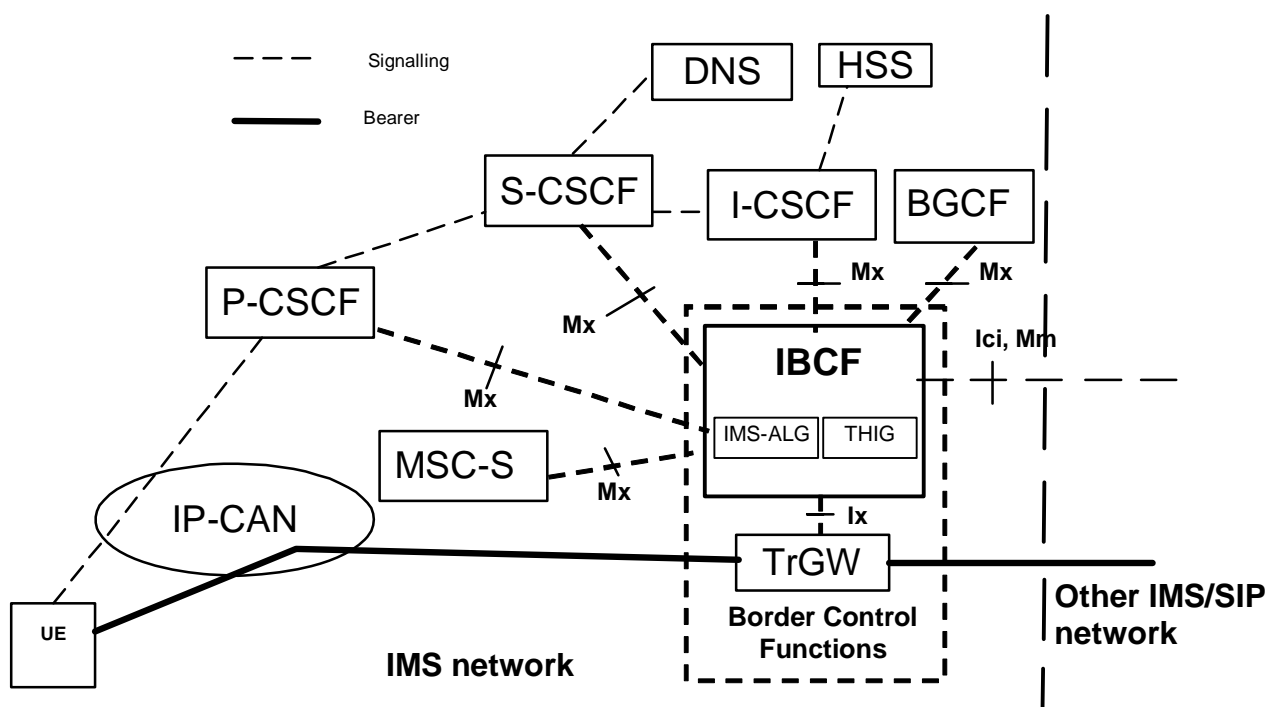 Signalling
DNS
HSS
Bearer
S-CSCF
I-CSCF
BGCF
Mx
Mx
P-CSCF
Mx
Ici, Mm
IBCF
Mx
IMS-ALG
THIG
MSC-S
Mx
IP-CAN
Ix
TrGW
Other IMS/SIP
network
UE
Border Control
Functions
IMS network